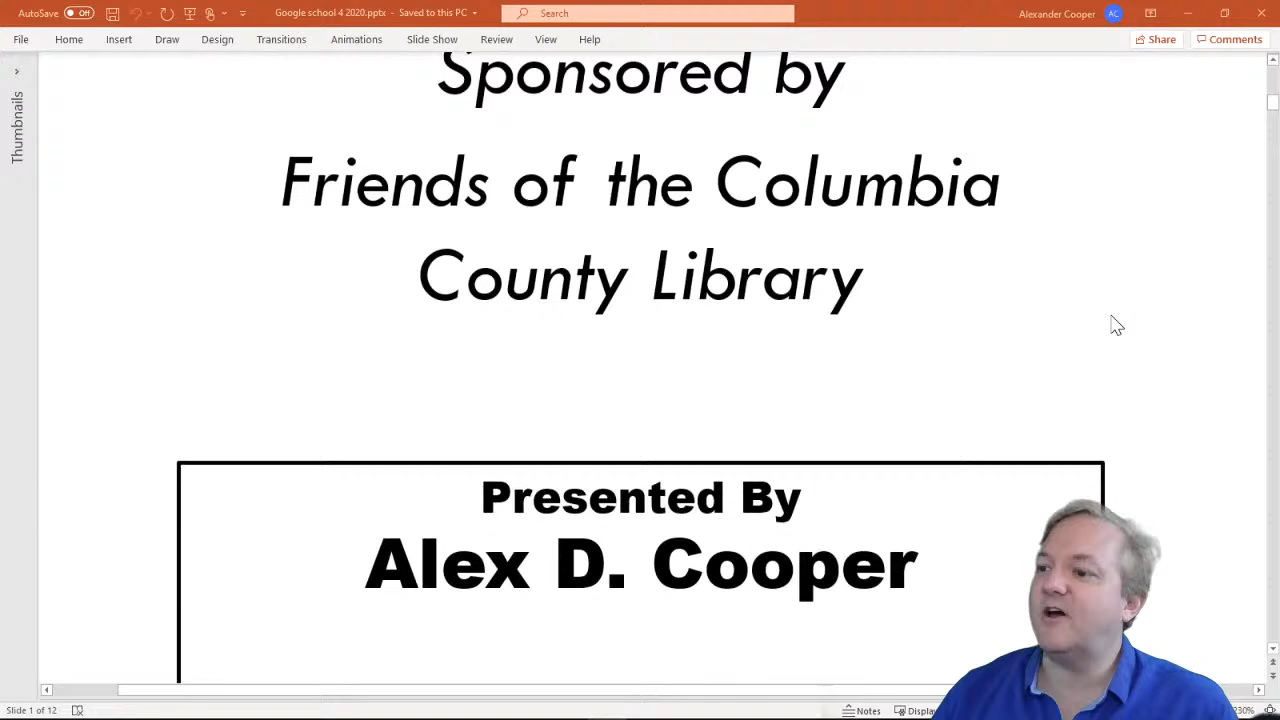 AutoSave Off Google school 4 2020.pptx - Saved to this PC Search Alexander Cooper AC
File Home Insert Draw Design Transitions Animations Slide Show Review View Help Share Comments
Thumbnails
Sponsored by
Friends of the Columbia
County Library
Presented By
Alex D. Cooper
Slide 1 of 12 Notes 230%